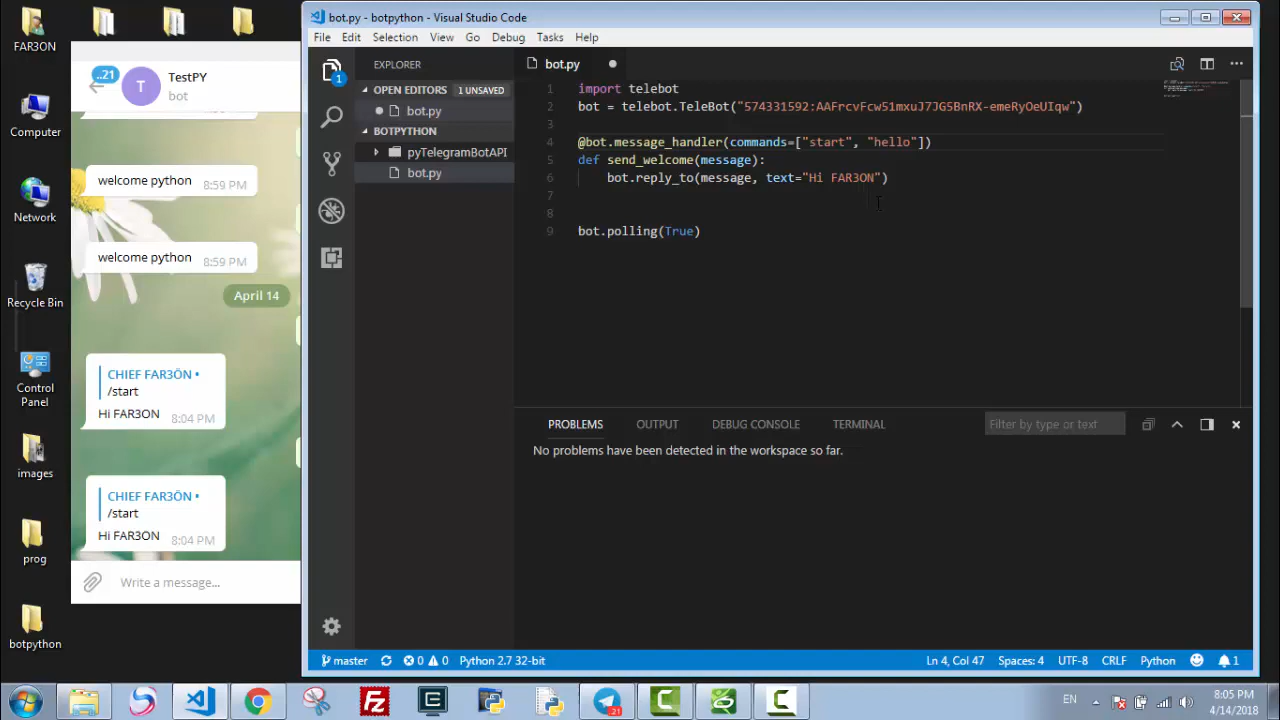 bot.py - botpython - Visual Studio Code
File Edit Selection View Go Debug Tasks Help
FAR3ON
Computer
Network
Recycle Bin
Control Panel
images
prog
botpython
..21
T
TestPY
bot
welcome python 8:59 PM
welcome python 8:59 PM
April 14
CHIEF FAR3ÖN •
/start
Hi FAR3ON 8:04 PM
CHIEF FAR3ÖN •
/start
Hi FAR3ON 8:04 PM
Write a message...
1
EXPLORER
OPEN EDITORS 1 UNSAVED
bot.py
BOTPYTHON
pyTelegramBotAPI
bot.py
bot.py
1 import telebot
2 bot = telebot.TeleBot("574331592:AAFrcvFcw51mxuJ7JG5BnRX-emeRyOeUIqw")
3
4 @bot.message_handler(commands=["start", "hello"])
5 def send_welcome(message):
6 bot.reply_to(message, text="Hi FAR3ON")
7
8
9 bot.polling(True)
PROBLEMS OUTPUT DEBUG CONSOLE TERMINAL Filter by type or text
No problems have been detected in the workspace so far.
master 0 0 Python 2.7 32-bit Ln 4, Col 47 Spaces: 4 UTF-8 CRLF Python 1
21
EN
8:05 PM
4/14/2018